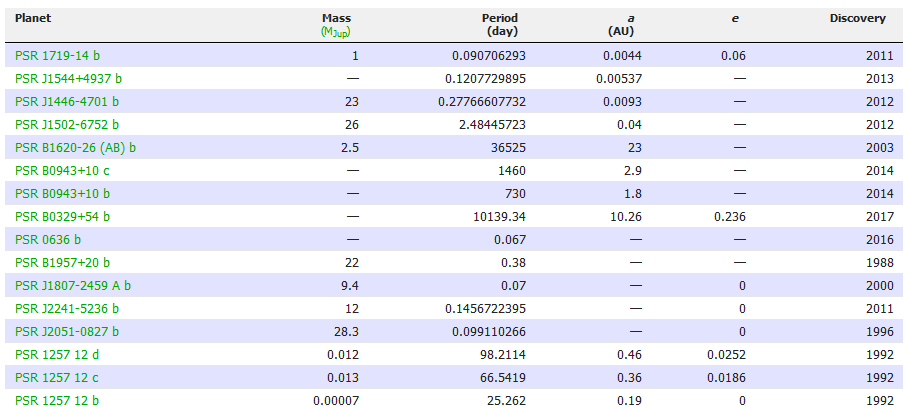 Planet Mass (MJup) Period (day) a (AU) e Discovery
PSR 1719-14 b 1 0.090706293 0.0044 0.06 2011
PSR J1544+4937 b — 0.1207729895 0.00537 — 2013
PSR J1446-4701 b 23 0.27766607732 0.0093 — 2012
PSR J1502-6752 b 26 2.48445723 0.04 — 2012
PSR B1620-26 (AB) b 2.5 36525 23 — 2003
PSR B0943+10 c — 1460 2.9 — 2014
PSR B0943+10 b — 730 1.8 — 2014
PSR B0329+54 b — 10139.34 10.26 0.236 2017
PSR 0636 b — 0.067 — — 2016
PSR B1957+20 b 22 0.38 — — 1988
PSR J1807-2459 A b 9.4 0.07 — 0 2000
PSR J2241-5236 b 12 0.1456722395 — 0 2011
PSR J2051-0827 b 28.3 0.099110266 — 0 1996
PSR 1257 12 d 0.012 98.2114 0.46 0.0252 1992
PSR 1257 12 c 0.013 66.5419 0.36 0.0186 1992
PSR 1257 12 b 0.00007 25.262 0.19 0 1992